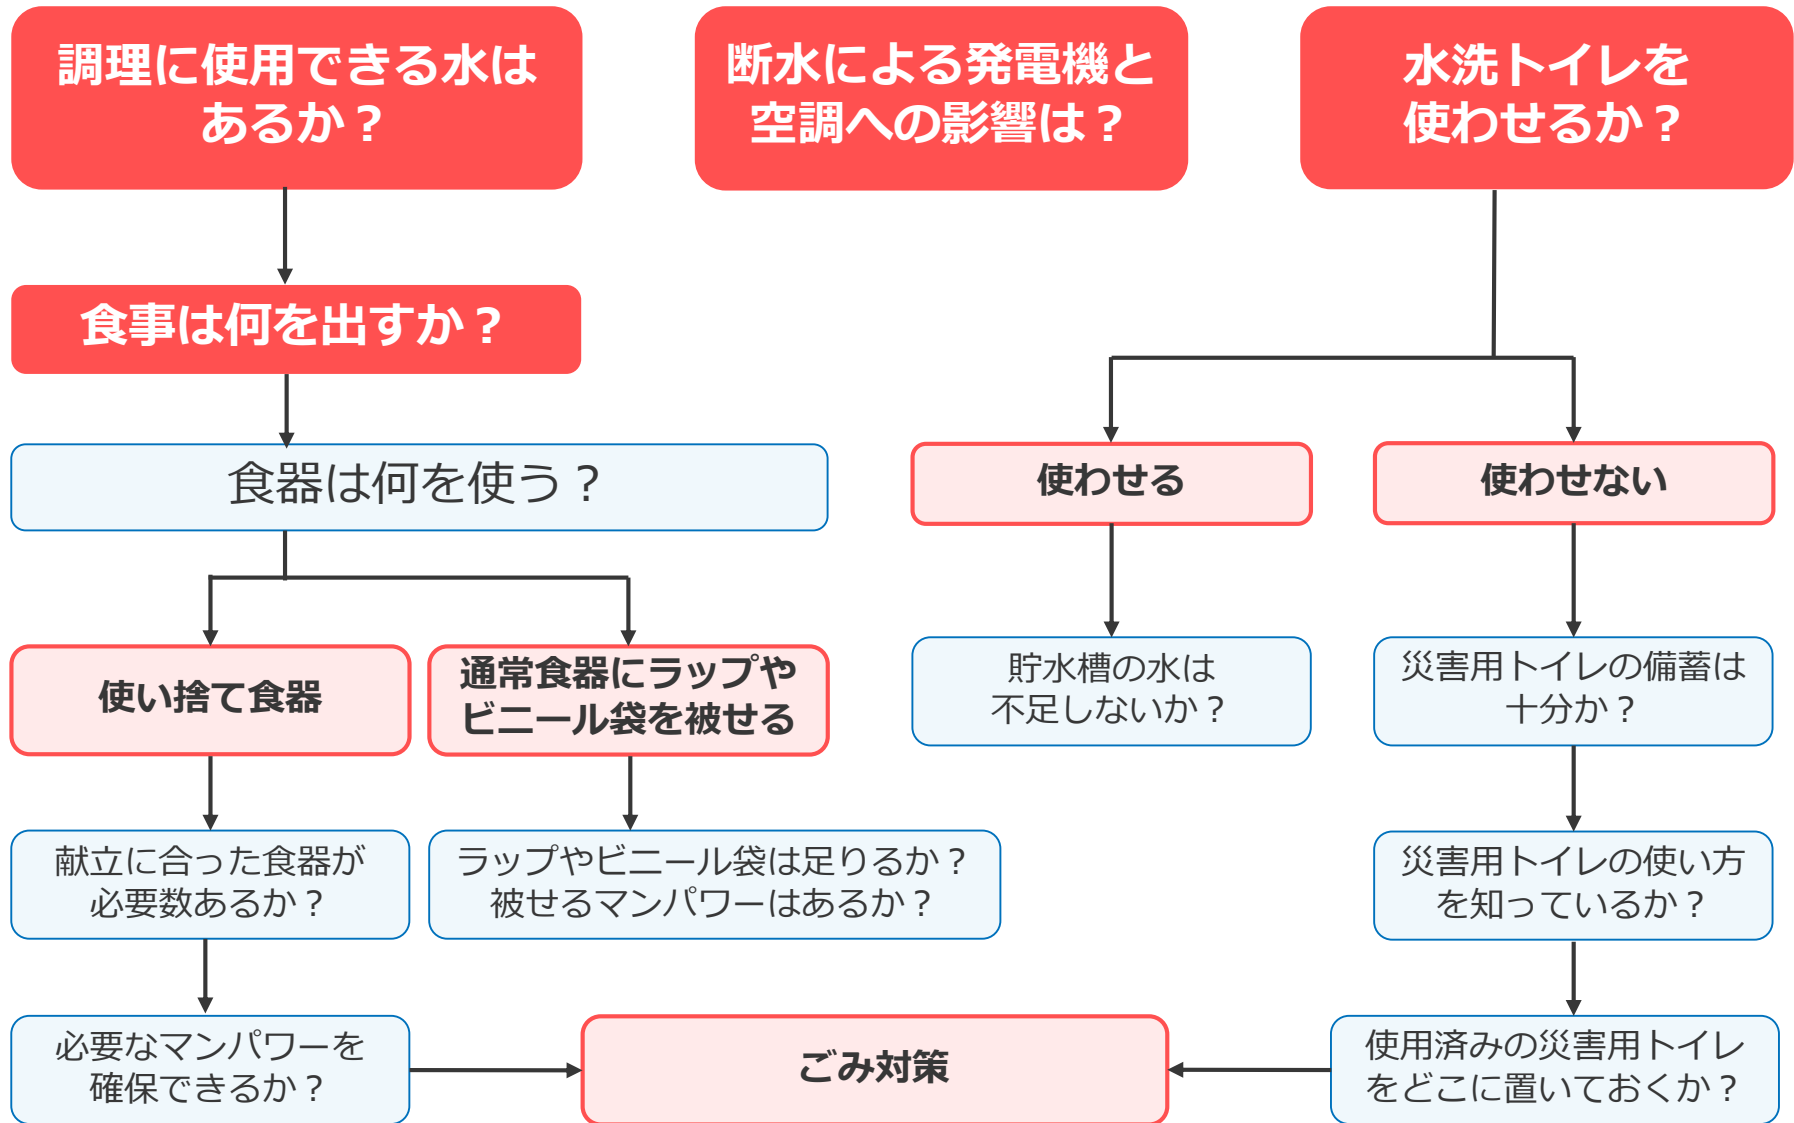 調理に使用できる水は
あるか？
断水による発電機と
空調への影響は？
水洗トイレを
使わせるか？
食事は何を出すか？
食器は何を使う？
使わせる
使わせない
使い捨て食器
通常食器にラップや
ビニール袋を被せる
貯水槽の水は
不足しないか？
災害用トイレの備蓄は
十分か？
献立に合った食器が
必要数あるか？
ラップやビニール袋は足りるか？
被せるマンパワーはあるか？
災害用トイレの使い方
を知っているか？
必要なマンパワーを
確保できるか？
ごみ対策
使用済みの災害用トイレ
をどこに置いておくか？